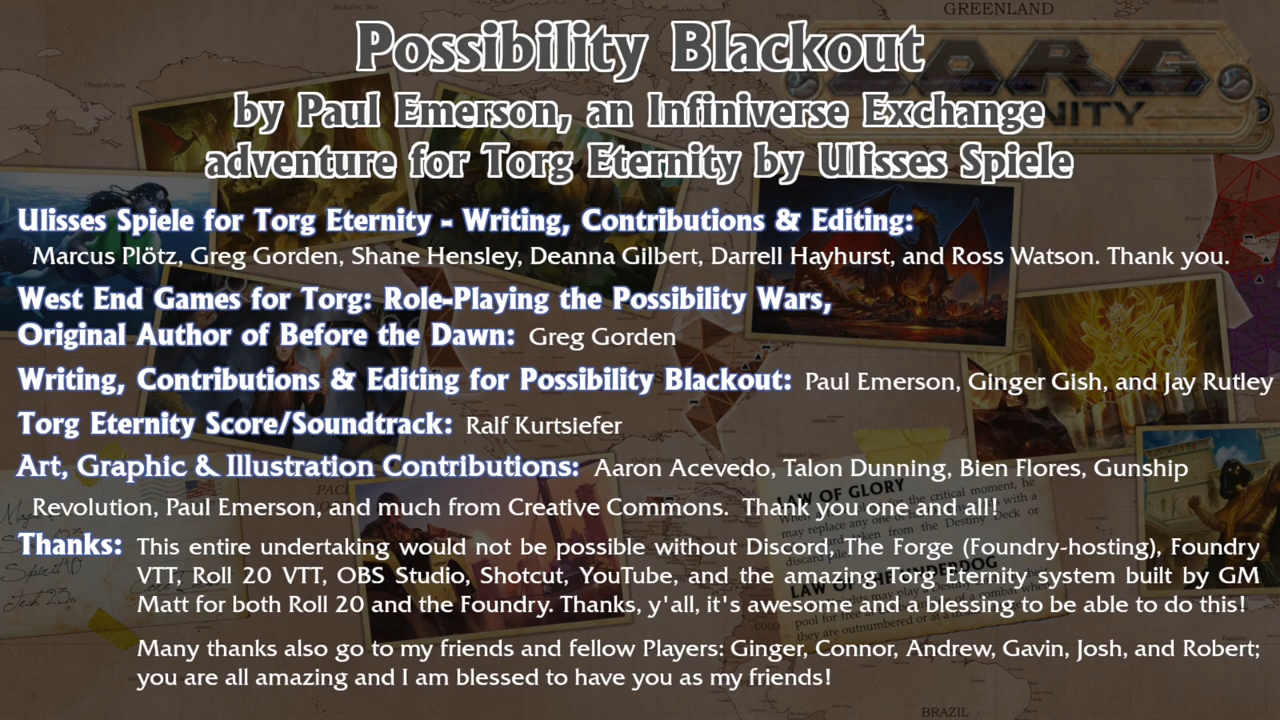 GREENLAND
Possibility Blackout
TORG
by Paul Emerson, an Infiniverse Exchange
adventure for Torg Eternity by Ulisses Spiele
Ulisses Spiele for Torg Eternity - Writing, Contributions & Editing:
Marcus Plötz, Greg Gorden, Shane Hensley, Deanna Gilbert, Darrell Hayhurst, and Ross Watson. Thank you.
West End Games for Torg: Role-Playing the Possibility Wars,
Original Author of Before the Dawn: Greg Gorden
Writing, Contributions & Editing for Possibility Blackout: Paul Emerson, Ginger Gish, and Jay Rutley
Torg Eternity Score/Soundtrack: Ralf Kurtsiefer
Art, Graphic & Illustration Contributions: Aaron Acevedo, Talon Dunning, Bien Flores, Gunship
Revolution, Paul Emerson, and much from Creative Commons. Thank you one and all!
LAW OF GLORY
Thanks: This entire undertaking would not be possible without Discord, The Forge (Foundry-hosting), Foundry
VTT, Roll 20 VTT, OBS Studio, Shotcut, YouTube, and the amazing Torg Eternity system built by GM
Matt for both Roll 20 and the Foundry. Thanks, y'all, it's awesome and a blessing to be able to do this!
Many thanks also go to my friends and fellow Players: Ginger, Connor, Andrew, Gavin, Josh, and Robert;
you are all amazing and I am blessed to have you as my friends!
BRAZIL